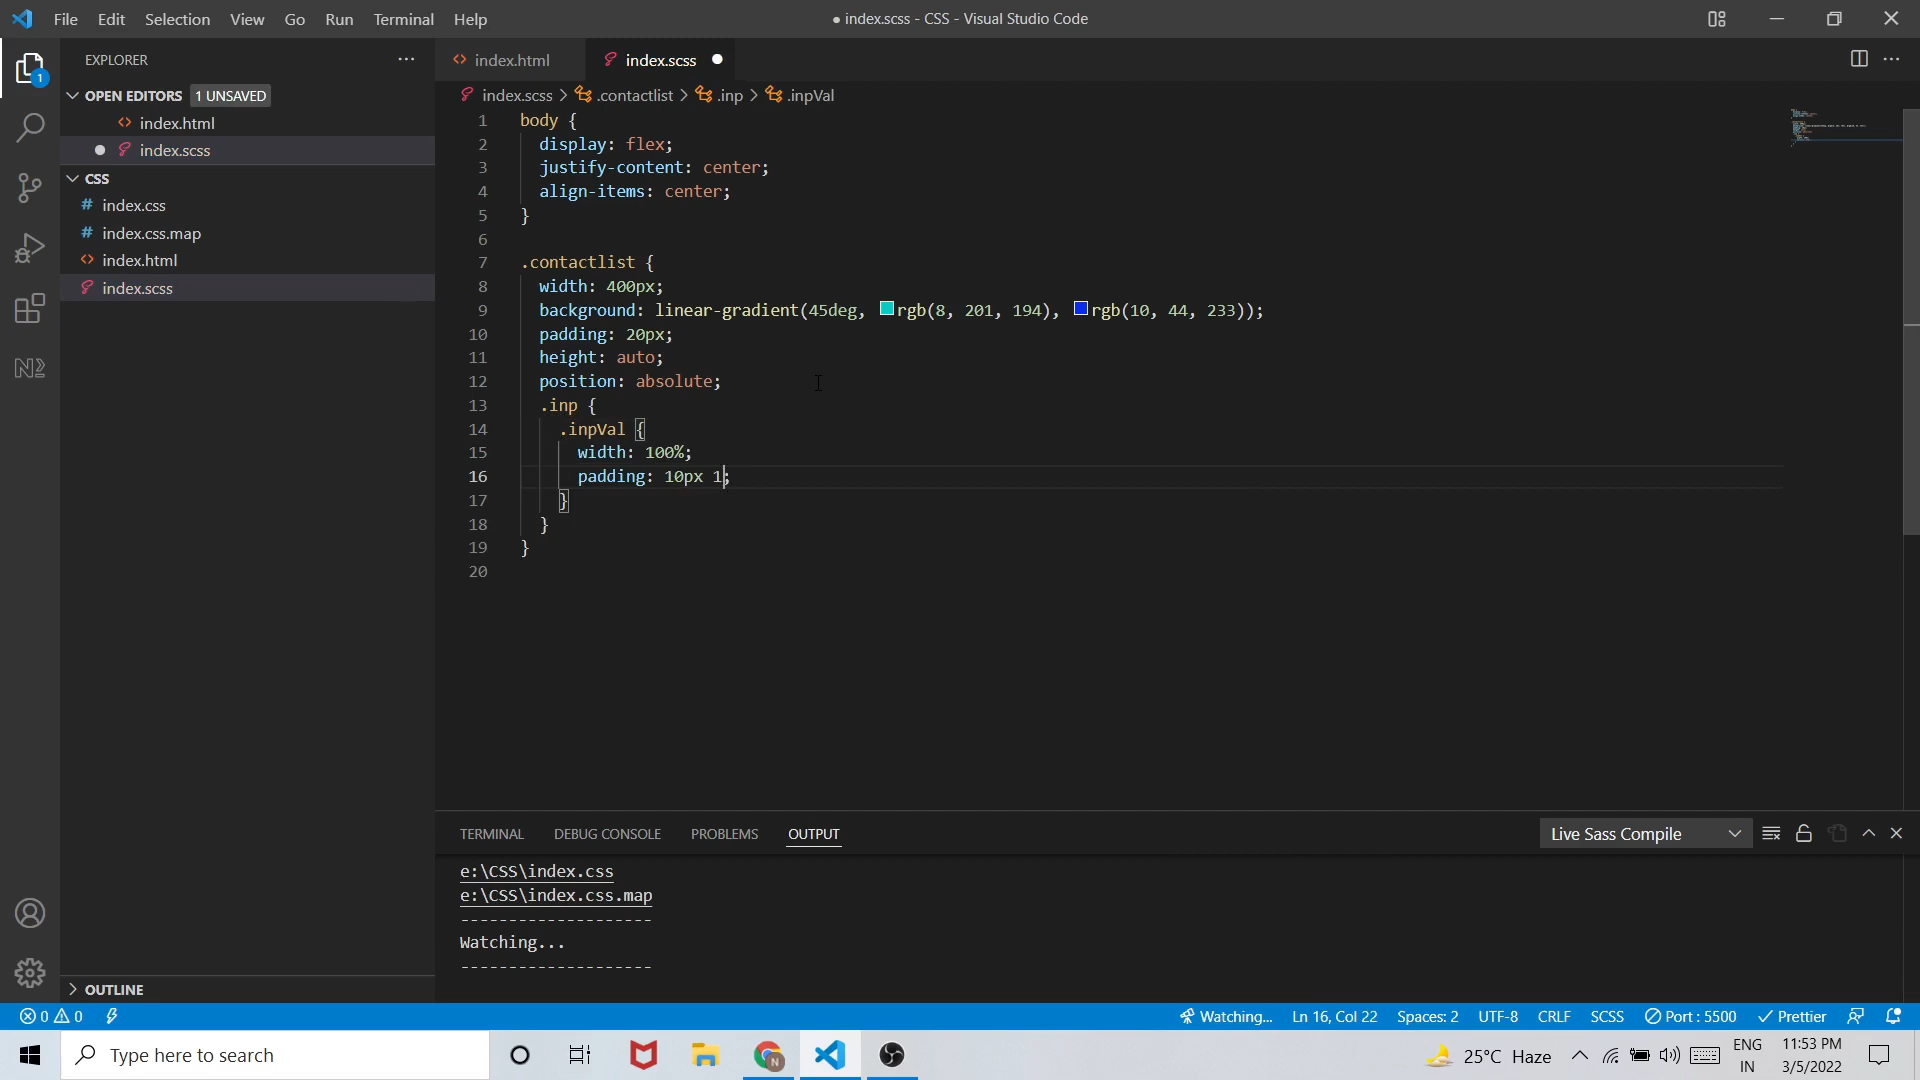 File Edit Selection View Go Run Terminal Help
● index.scss - CSS - Visual Studio Code
EXPLORER
OPEN EDITORS 1 UNSAVED
index.html
index.scss
CSS
index.css
index.css.map
index.html
index.scss
OUTLINE
1
index.html index.scss
index.scss > .contactlist > .inp > .inpVal
1 body {
2 display: flex;
3 justify-content: center;
4 align-items: center;
5 }
6
7 .contactlist {
8 width: 400px;
9 background: linear-gradient(45deg, rgb(8, 201, 194), rgb(10, 44, 233));
10 padding: 20px;
11 height: auto;
12 position: absolute;
13 .inp {
14 .inpVal {
15 width: 100%;
16 padding: 10px 1;
17 }
18 }
19 }
20
TERMINAL DEBUG CONSOLE PROBLEMS OUTPUT
Live Sass Compile
e:\CSS\index.css
e:\CSS\index.css.map
--------------------
Watching...
--------------------
0 0 Watching... Ln 16, Col 22 Spaces: 2 UTF-8 CRLF SCSS Port : 5500 Prettier
Type here to search
N
25°C Haze
ENG
IN
11:53 PM
3/5/2022